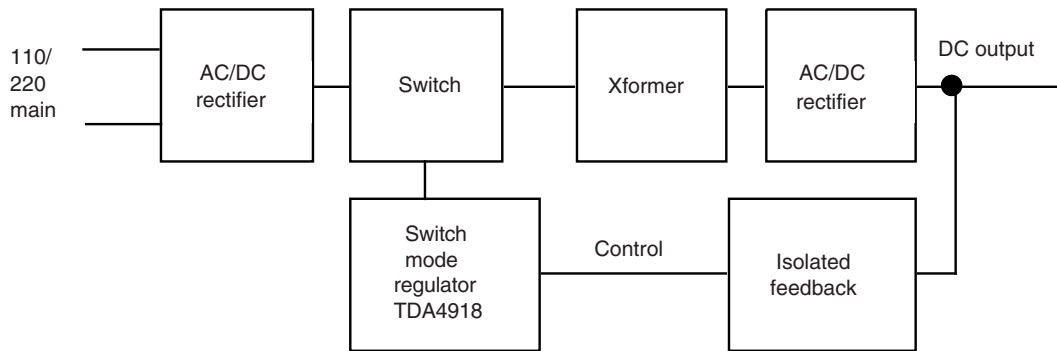 110/
220
main
AC/DC
rectifier
Switch
Xformer
AC/DC
rectifier
DC output
Switch
mode
regulator
TDA4918
Control
Isolated
feedback